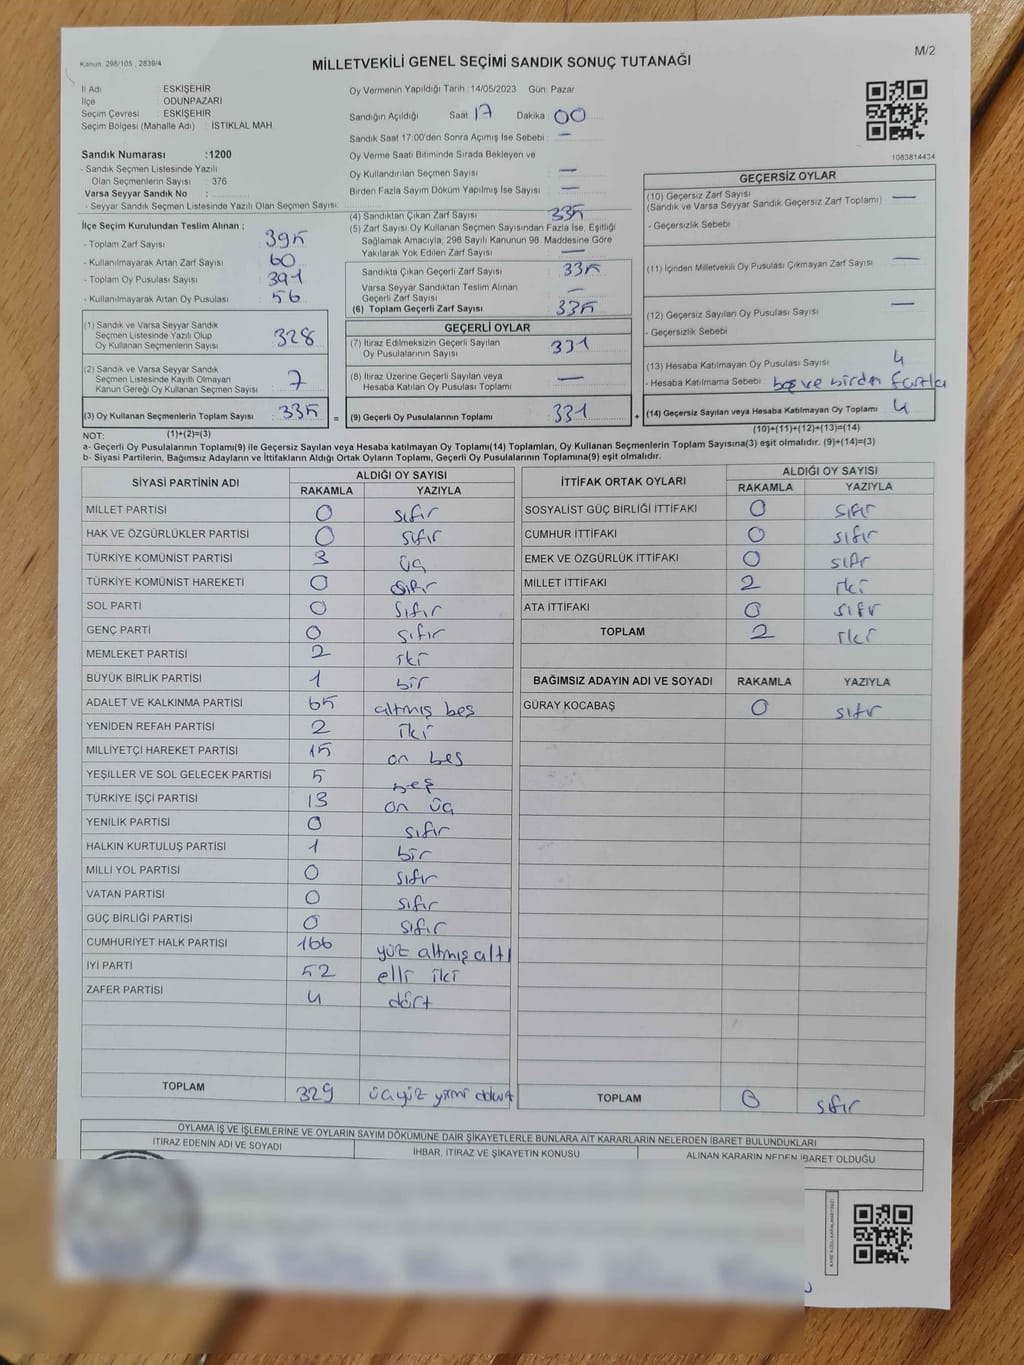 Kanun: 298/105 , 2839/4
M/2
MİLLETVEKİLİ GENEL SEÇİMİ SANDIK SONUÇ TUTANAĞI
İl Adı ESKİŞEHİR
İlçe ODUNPAZARI
Seçim Çevresi ESKİŞEHİR
Seçim Bölgesi (Mahalle Adı) : İSTİKLAL MAH
Sandık Numarası :1200
- Sandık Seçmen Listesinde Yazılı
Olan Seçmenlerin Sayısı : 376
Varsa Seyyar Sandık No :
- Seyyar Sandık Seçmen Listesinde Yazılı Olan Seçmen Sayısı:
İlçe Seçim Kurulundan Teslim Alınan ;
- Toplam Zarf Sayısı : 395
- Kullanılmayarak Artan Zarf Sayısı : 60
- Toplam Oy Pusulası Sayısı : 391
- Kullanılmayarak Artan Oy Pusulası : 56
(1) Sandık ve Varsa Seyyar Sandık
Seçmen Listesinde Yazılı Olup
Oy Kullanan Seçmenlerin Sayısı 328
(2) Sandık ve Varsa Seyyar Sandık
Seçmen Listesinde Kayıtlı Olmayan
Kanun Gereği Oy Kullanan Seçmen Sayısı 7
(3) Oy Kullanan Seçmenlerin Toplam Sayısı 335 =
Oy Vermenin Yapıldığı Tarih :14/05/2023 Gün: Pazar
Sandığın Açıldığı Saat 17 Dakika 00
Sandık Saat 17:00'den Sonra Açımış İse Sebebi : —
Oy Verme Saati Bitiminde Sırada Bekleyen ve
Oy Kullandırılan Seçmen Sayısı : —
Birden Fazla Sayım Döküm Yapılmış İse Sayısı : —
(4) Sandıktan Çıkan Zarf Sayısı : 335
(5) Zarf Sayısı Oy Kullanan Seçmen Sayısından Fazla İse, Eşitliği
Sağlamak Amacıyla; 298 Sayılı Kanunun 98. Maddesine Göre
Yakılarak Yok Edilen Zarf Sayısı : —
Sandıkta Çıkan Geçerli Zarf Sayısı : 335
Varsa Seyyar Sandıktan Teslim Alınan
Geçerli Zarf Sayısı : —
(6) Toplam Geçerli Zarf Sayısı : 335
GEÇERLİ OYLAR
(7) İtiraz Edilmeksizin Geçerli Sayılan
Oy Pusulalarının Sayısı : 331
(8) İtiraz Üzerine Geçerli Sayılan veya
Hesaba Katılan Oy Pusulası Toplamı : —
(9) Geçerli Oy Pusulalarının Toplamı : 331 +
1083814434
GEÇERSİZ OYLAR
(10) Geçersiz Zarf Sayısı
(Sandık ve Varsa Seyyar Sandık Geçersiz Zarf Toplamı) : —
- Geçersizlik Sebebi :
(11) İçinden Milletvekili Oy Pusulası Çıkmayan Zarf Sayısı : —
(12) Geçersiz Sayılan Oy Pusulası Sayısı : —
- Geçersizlik Sebebi :
(13) Hesaba Katılmayan Oy Pusulası Sayısı : 4
- Hesaba Katılmama Sebebi : boş ve birden fazla
(14) Geçersiz Sayılan veya Hesaba Katılmayan Oy Toplamı : 4
NOT: (1)+(2)=(3) (10)+(11)+(12)+(13)=(14)
a- Geçerli Oy Pusulalarının Toplamı(9) ile Geçersiz Sayılan veya Hesaba katılmayan Oy Toplamı(14) Toplamları, Oy Kullanan Seçmenlerin Toplam Sayısına(3) eşit olmalıdır. (9)+(14)=(3)
b- Siyasi Partilerin, Bağımsız Adayların ve İttifakların Aldığı Ortak Oyların Toplamı, Geçerli Oy Pusulalarının Toplamına(9) eşit olmalıdır.
SİYASİ PARTİNİN ADI ALDIĞI OY SAYISI
RAKAMLA YAZIYLA
MİLLET PARTİSİ 0 sıfır
HAK VE ÖZGÜRLÜKLER PARTİSİ 0 sıfır
TÜRKİYE KOMÜNİST PARTİSİ 3 üç
TÜRKİYE KOMÜNİST HAREKETİ 0 sıfır
SOL PARTİ 0 sıfır
GENÇ PARTİ 0 sıfır
MEMLEKET PARTİSİ 2 iki
BÜYÜK BİRLİK PARTİSİ 1 bir
ADALET VE KALKINMA PARTİSİ 65 altmış beş
YENİDEN REFAH PARTİSİ 2 iki
MİLLİYETÇİ HAREKET PARTİSİ 15 on beş
YEŞİLLER VE SOL GELECEK PARTİSİ 5 beş
TÜRKİYE İŞÇİ PARTİSİ 13 on üç
YENİLİK PARTİSİ 0 sıfır
HALKIN KURTULUŞ PARTİSİ 1 bir
MİLLİ YOL PARTİSİ 0 sıfır
VATAN PARTİSİ 0 sıfır
GÜÇ BİRLİĞİ PARTİSİ 0 sıfır
CUMHURİYET HALK PARTİSİ 166 yüz altmış altı
İYİ PARTİ 52 elli iki
ZAFER PARTİSİ 4 dört
TOPLAM 329 üçyüz yirmi dokuz
İTTİFAK ORTAK OYLARI ALDIĞI OY SAYISI
RAKAMLA YAZIYLA
SOSYALİST GÜÇ BİRLİĞİ İTTİFAKI 0 sıfır
CUMHUR İTTİFAKI 0 sıfır
EMEK VE ÖZGÜRLÜK İTTİFAKI 0 sıfır
MİLLET İTTİFAKI 2 iki
ATA İTTİFAKI 0 sıfır
TOPLAM 2 iki
BAĞIMSIZ ADAYIN ADI VE SOYADI RAKAMLA YAZIYLA
GÜRAY KOCABAŞ 0 sıfır
TOPLAM 0 sıfır
OYLAMA İŞ VE İŞLEMLERİNE VE OYLARIN SAYIM DÖKÜMÜNE DAİR ŞİKAYETLERLE BUNLARA AİT KARARLARIN NELERDEN İBARET BULUNDUKLARI
İTİRAZ EDENİN ADI VE SOYADI İHBAR, İTİRAZ VE ŞİKAYETİN KONUSU ALINAN KARARIN NEDEN İBARET OLDUĞU